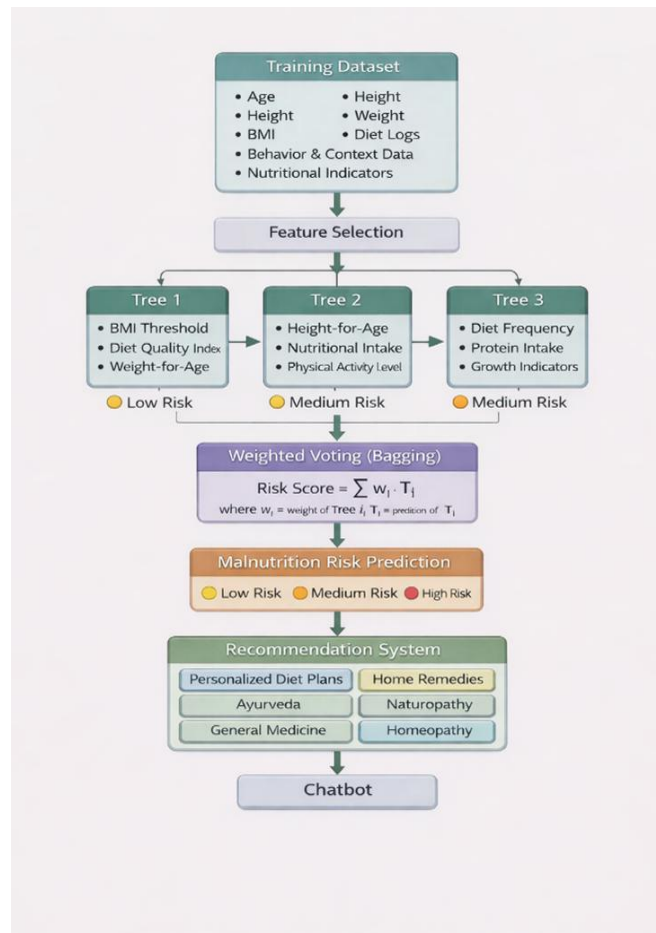 Training Dataset
• Age • Height
• Height • Weight
• BMI • Diet Logs
• Behavior & Context Data
• Nutritional Indicators
Feature Selection
Tree 1
• BMI Threshold
• Diet Quality Index
• Weight-for-Age
Low Risk
Tree 2
• Height-for-Age
• Nutritional Intake
• Physical Activity Level
Medium Risk
Tree 3
• Diet Frequency
• Protein Intake
• Growth Indicators
Medium Risk
Weighted Voting (Bagging)
Risk Score = ∑ wᵢ · Tᵢ
where wᵢ = weight of Tree i, Tᵢ = predition of Tᵢ
Malnutrition Risk Prediction
Low Risk Medium Risk High Risk
Recommendation System
Personalized Diet Plans Home Remedies
Ayurveda Naturopathy
General Medicine Homeopathy
Chatbot